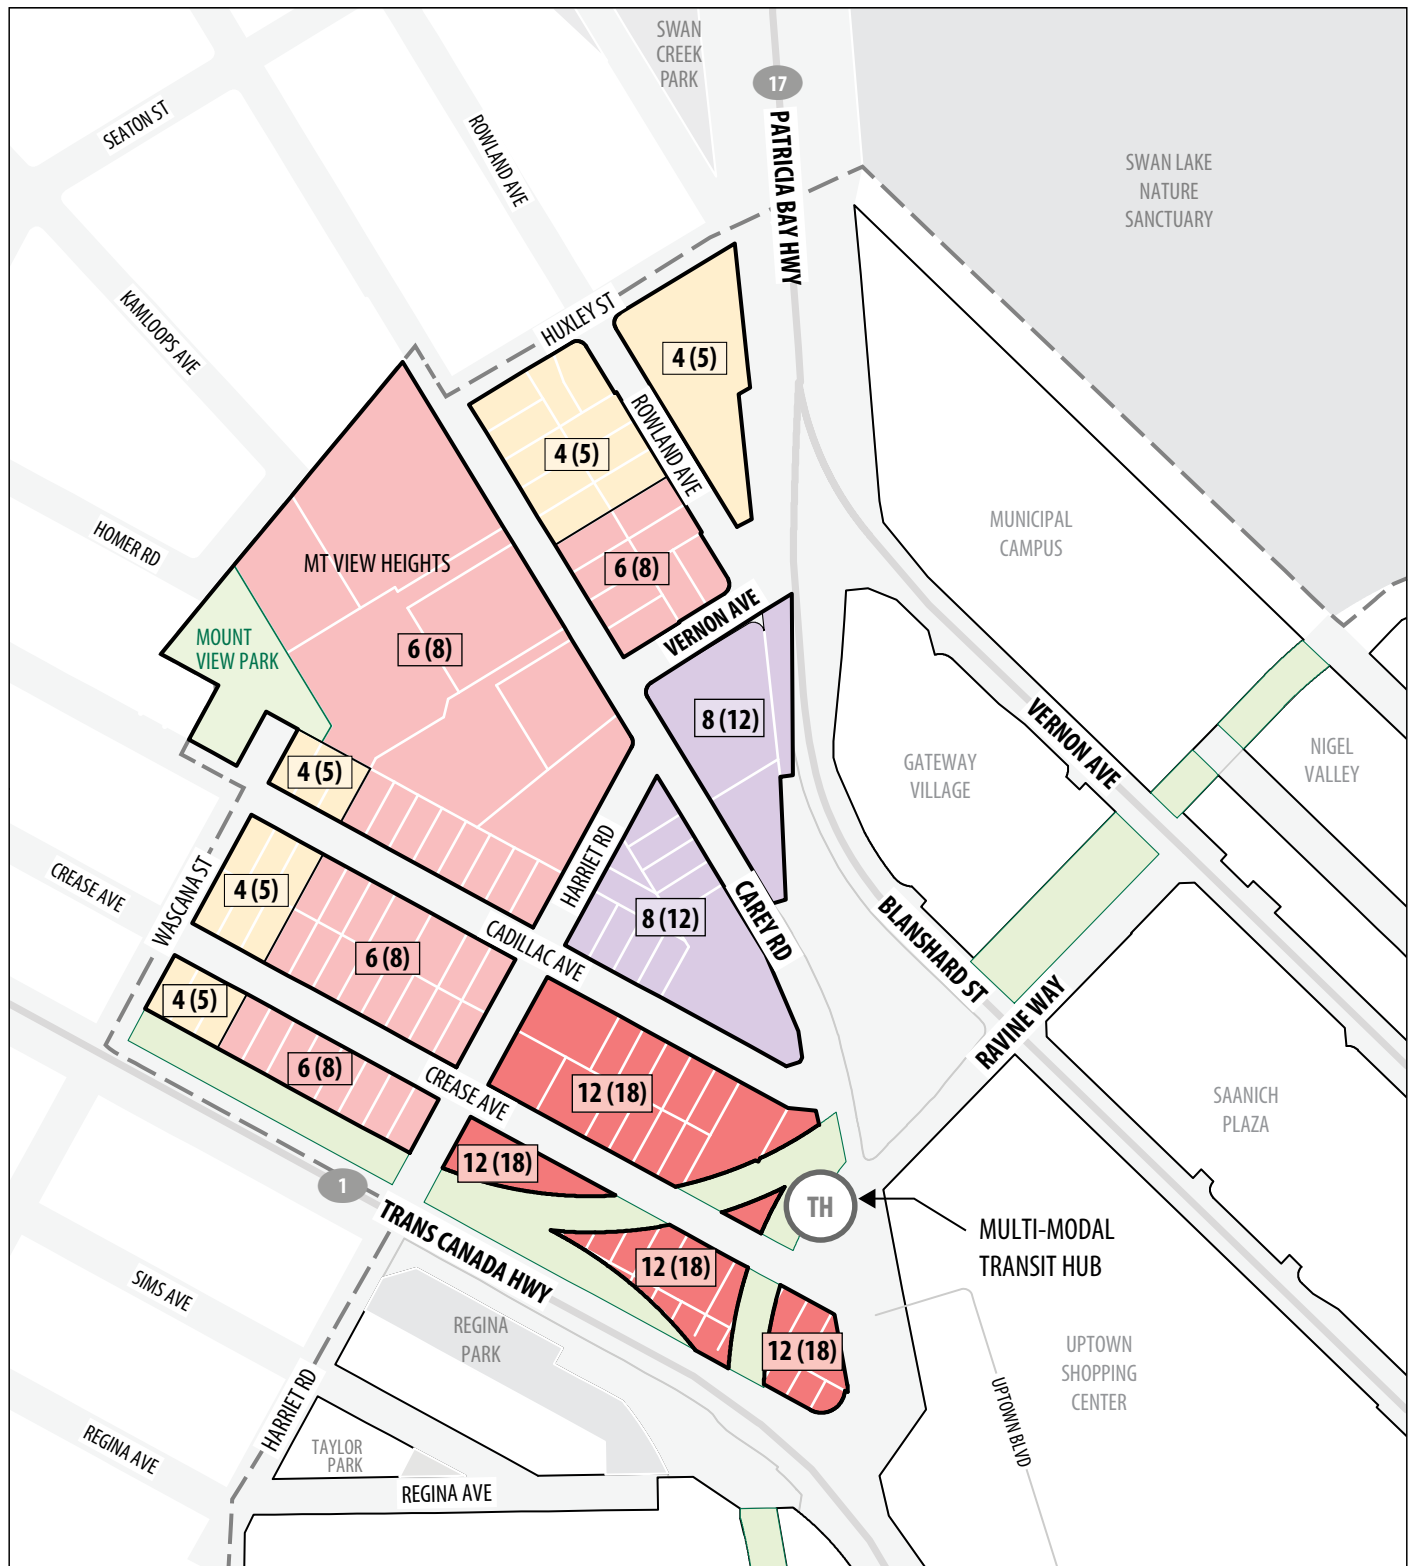 SWAN
CREEK
PARK
17
PATRICIA BAY HWY
SEATON ST
ROWLAND AVE
SWAN LAKE
NATURE
SANCTUARY
KAMLOOPS AVE
HUXLEY ST
4 (5)
ROWLAND AVE
4 (5)
HOMER RD
MT VIEW HEIGHTS
6 (8)
MUNICIPAL
CAMPUS
VERNON AVE
MOUNT
VIEW PARK
6 (8)
8 (12)
VERNON AVE
GATEWAY
VILLAGE
NIGEL
VALLEY
4 (5)
HARRIET RD
CREASE AVE
WASCANA ST
4 (5)
8 (12)
CAREY RD
BLANSHARD ST
CADILLAC AVE
6 (8)
4 (5)
RAVINE WAY
6 (8)
CREASE AVE
12 (18)
SAANICH
PLAZA
12 (18)
1
TH
MULTI-MODAL
TRANSIT HUB
TRANS CANADA HWY
12 (18)
SIMS AVE
REGINA
PARK
12 (18)
UPTOWN
SHOPPING
CENTER
UPTOWN BLVD
HARRIET RD
REGINA AVE
TAYLOR
PARK
REGINA AVE